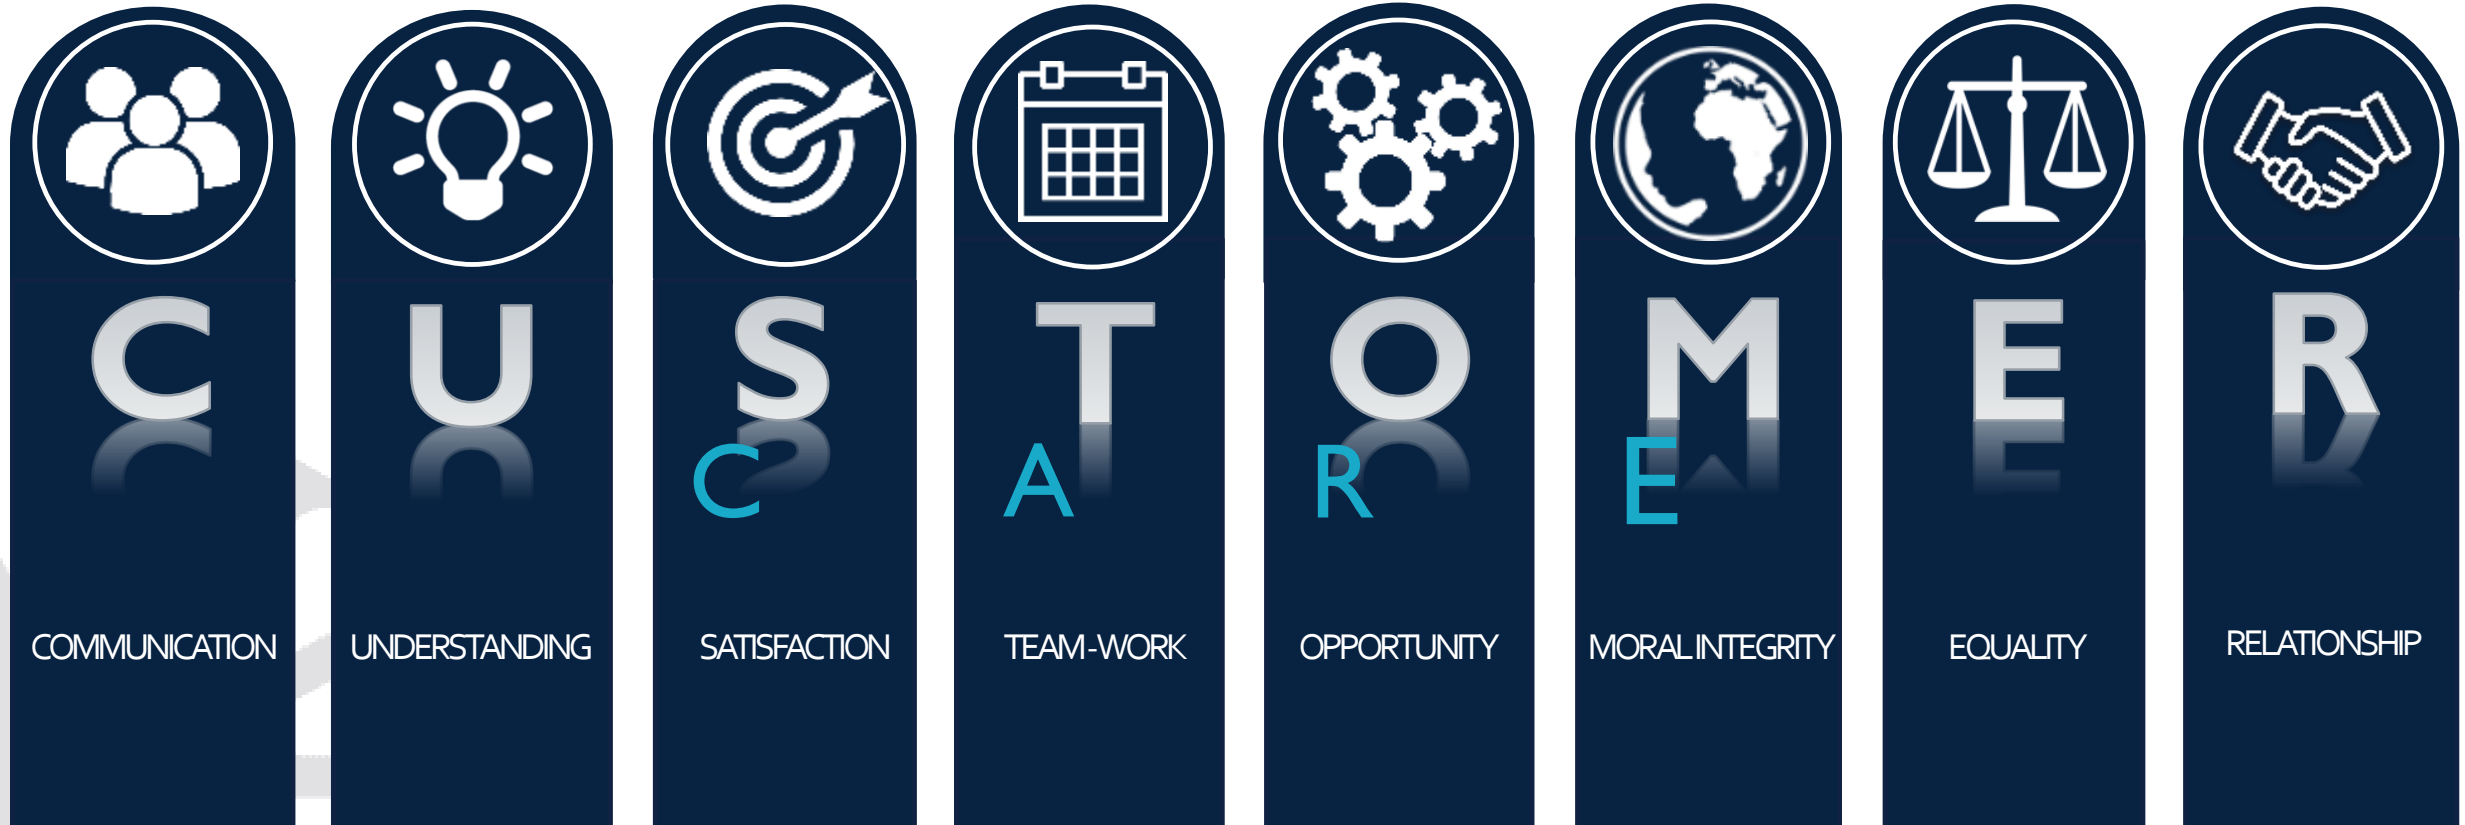 C U S T O M E R
C A R E
COMMUNICATION UNDERSTANDING SATISFACTION TEAM-WORK OPPORTUNITY MORAL INTEGRITY EQUALITY RELATIONSHIP